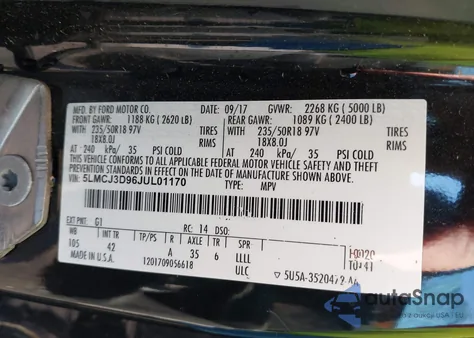 MFD. BY FORD MOTOR CO. DATE: 09/17 GVWR: 2268 KG ( 5000 LB)
FRONT GAWR: 1188 KG ( 2620 LB) REAR GAWR: 1089 KG ( 2400 LB)
WITH WITH
235/50R18 97V TIRES 235/50R18 97V TIRES
18X8.0J RIMS 18X8.0J RIMS
AT 240 kPa/ 35 PSI COLD AT 240 kPa/ 35 PSI COLD
THIS VEHICLE CONFORMS TO ALL APPLICABLE FEDERAL MOTOR VEHICLE SAFETY AND THEFT
PREVENTION STANDARDS IN EFFECT ON THE DATE OF MANUFACTURE SHOWN ABOVE.
VIN: 5LMCJ3D96JUL01170 TYPE: MPV
EXT PNT: G1 RC: 14 DSO:
WB INT TR TP/PS R AXLE TR SPR
105 42 A 35 6 LLLL
MADE IN U.S.A. 1201709056618 ULC
5U5A-3520472-
autoSnap